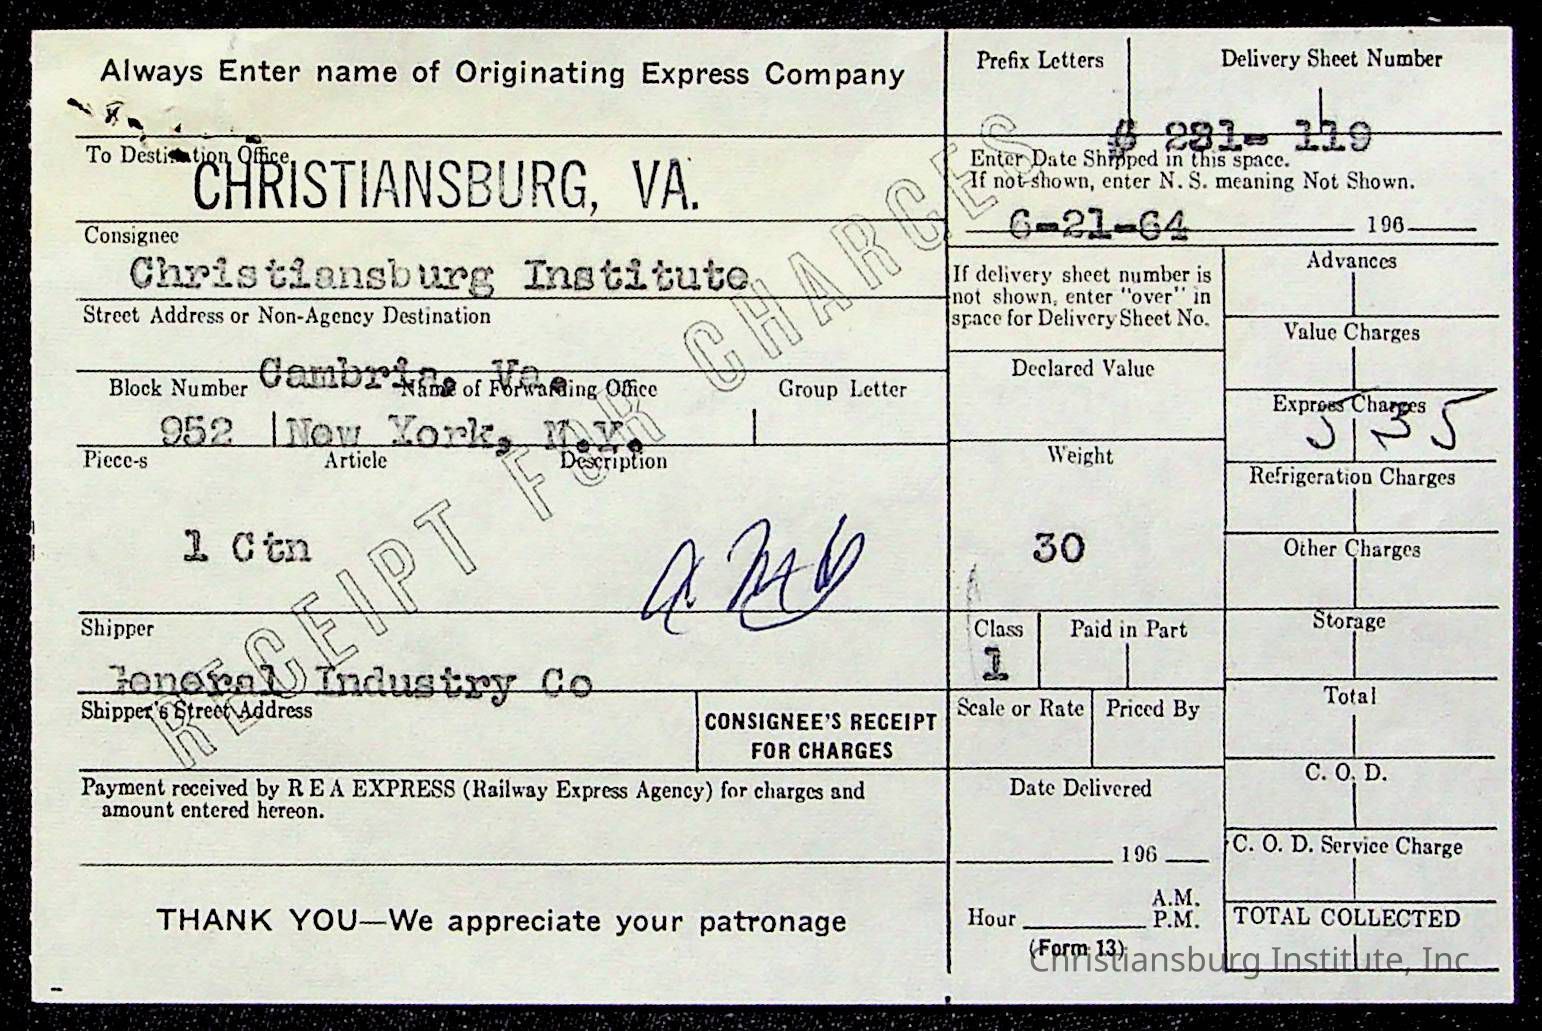 Always Enter name of Originating Express Company
Prefix Letters
Delivery Sheet Number
$ 281- 119
To Destination Office
CHRISTIANSBURG, VA.
Enter Date Shipped in this space.
If not shown, enter N. S. meaning Not Shown.
6-21-64 196
Consignee
Christiansburg Institute
Street Address or Non-Agency Destination
Cambria, Va.
If delivery sheet number is
not shown, enter "over" in
space for Delivery Sheet No.
Advances
Value Charges
Block Number
Name of Forwarding Office
Group Letter
952 New York, N.Y.
Declared Value
Express Charges
5 35
Piece-s
Article
Description
1 Ctn
Weight
30
Refrigeration Charges
Other Charges
RECEIPT FOR CHARGES
Shipper
General Industry Co
Class
1
Paid in Part
Storage
Shipper's Street Address
CONSIGNEE'S RECEIPT
FOR CHARGES
Scale or Rate
Priced By
Total
Payment received by R E A EXPRESS (Railway Express Agency) for charges and
amount entered hereon.
Date Delivered
196
C. O. D.
C. O. D. Service Charge
THANK YOU—We appreciate your patronage
Hour
A.M.
P.M.
(Form 13)
TOTAL COLLECTED
Christiansburg Institute, Inc